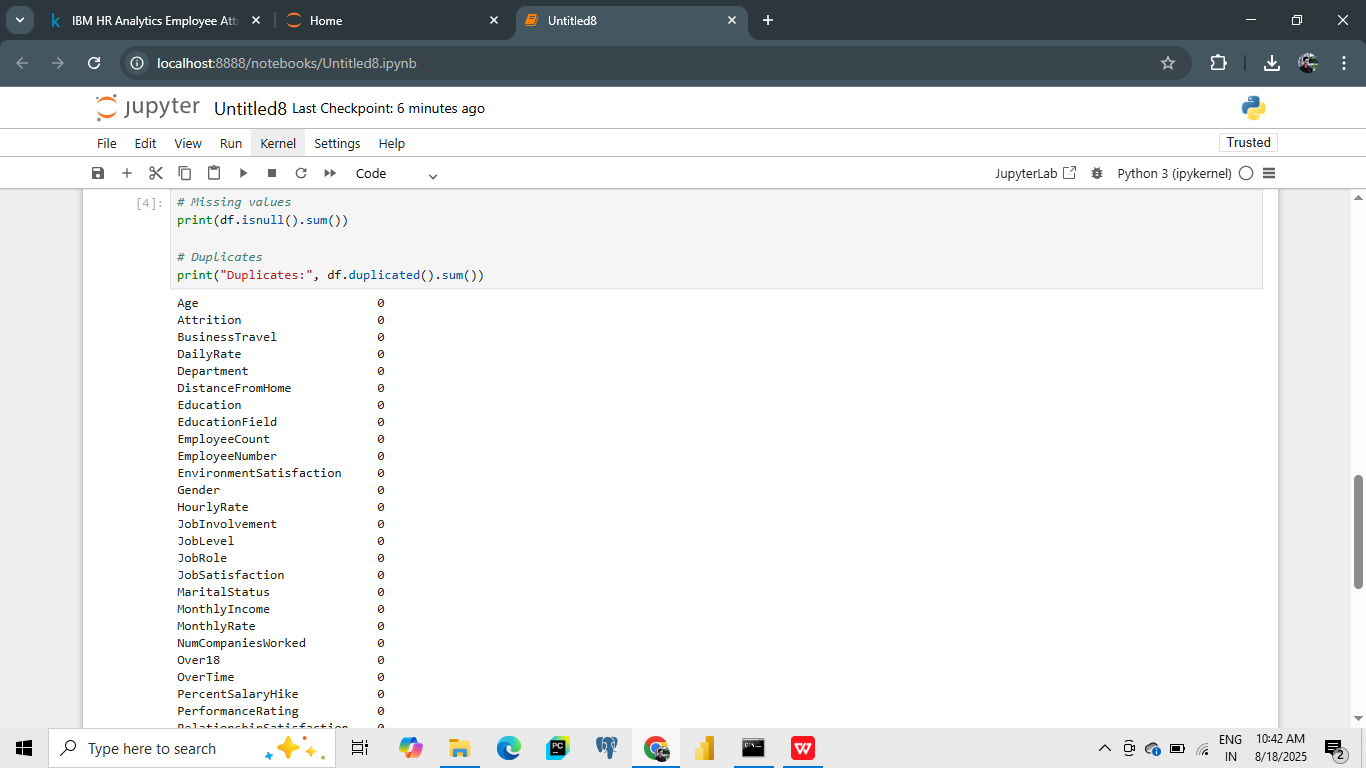 IBM HR Analytics Employee Att
Home
Untitled8
localhost:8888/notebooks/Untitled8.ipynb
jupyter Untitled8 Last Checkpoint: 6 minutes ago
File Edit View Run Kernel Settings Help
Trusted
Code
JupyterLab
Python 3 (ipykernel)
[4]:
# Missing values
print(df.isnull().sum())
# Duplicates
print("Duplicates:", df.duplicated().sum())
Age 0
Attrition 0
BusinessTravel 0
DailyRate 0
Department 0
DistanceFromHome 0
Education 0
EducationField 0
EmployeeCount 0
EmployeeNumber 0
EnvironmentSatisfaction 0
Gender 0
HourlyRate 0
JobInvolvement 0
JobLevel 0
JobRole 0
JobSatisfaction 0
MaritalStatus 0
MonthlyIncome 0
MonthlyRate 0
NumCompaniesWorked 0
Over18 0
OverTime 0
PercentSalaryHike 0
PerformanceRating 0
RelationshipSatisfaction 0
Type here to search
ENG
IN
10:42 AM
8/18/2025
2